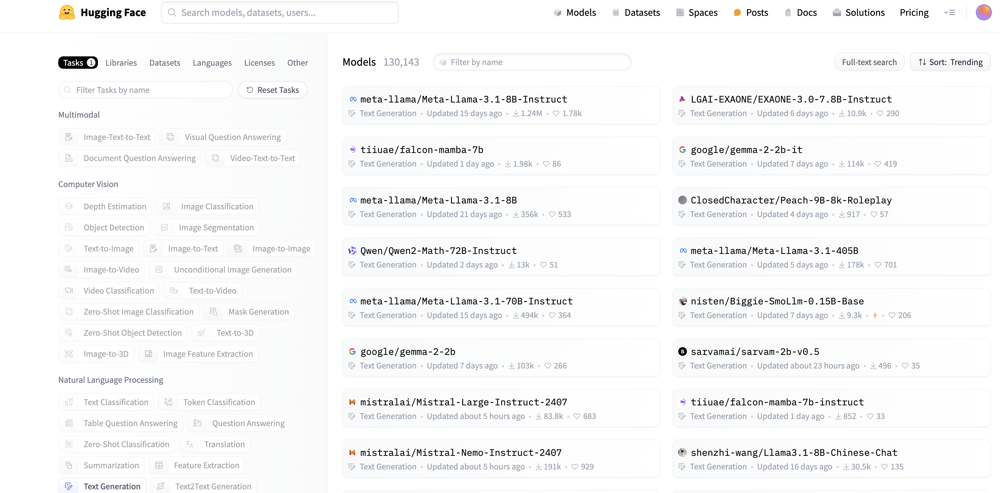 Hugging Face
Search models, datasets, users...
Models Datasets Spaces Posts Docs Solutions Pricing
Tasks 1 Libraries Datasets Languages Licenses Other
Filter Tasks by name
Reset Tasks
Multimodal
Image-Text-to-Text Visual Question Answering
Document Question Answering Video-Text-to-Text
Computer Vision
Depth Estimation Image Classification
Object Detection Image Segmentation
Text-to-Image Image-to-Text Image-to-Image
Image-to-Video Unconditional Image Generation
Video Classification Text-to-Video
Zero-Shot Image Classification Mask Generation
Zero-Shot Object Detection Text-to-3D
Image-to-3D Image Feature Extraction
Natural Language Processing
Text Classification Token Classification
Table Question Answering Question Answering
Zero-Shot Classification Translation
Summarization Feature Extraction
Text Generation Text2Text Generation
Models 130,143 Filter by name
Full-text search Sort: Trending
meta-llama/Meta-Llama-3.1-8B-Instruct
Text Generation • Updated 15 days ago • 1.24M • 1.78k
LGAI-EXAONE/EXAONE-3.0-7.8B-Instruct
Text Generation • Updated 6 days ago • 10.9k • 290
tiiuae/falcon-mamba-7b
Text Generation • Updated 1 day ago • 1.98k • 86
google/gemma-2-2b-it
Text Generation • Updated 7 days ago • 114k • 419
meta-llama/Meta-Llama-3.1-8B
Text Generation • Updated 21 days ago • 356k • 533
ClosedCharacter/Peach-9B-8k-Roleplay
Text Generation • Updated 4 days ago • 917 • 57
Qwen/Qwen2-Math-72B-Instruct
Text Generation • Updated 2 days ago • 13k • 51
meta-llama/Meta-Llama-3.1-405B
Text Generation • Updated 5 days ago • 178k • 701
meta-llama/Meta-Llama-3.1-70B-Instruct
Text Generation • Updated 15 days ago • 494k • 364
nisten/Biggie-SmoLlm-0.15B-Base
Text Generation • Updated 7 days ago • 9.3k • • 206
google/gemma-2-2b
Text Generation • Updated 7 days ago • 103k • 266
sarvamai/sarvam-2b-v0.5
Text Generation • Updated about 23 hours ago • 496 • 35
mistralai/Mistral-Large-Instruct-2407
Text Generation • Updated about 5 hours ago • 83.8k • 683
tiiuae/falcon-mamba-7b-instruct
Text Generation • Updated 1 day ago • 852 • 33
mistralai/Mistral-Nemo-Instruct-2407
Text Generation • Updated about 5 hours ago • 191k • 929
shenzhi-wang/Llama3.1-8B-Chinese-Chat
Text Generation • Updated 16 days ago • 30.5k • 135